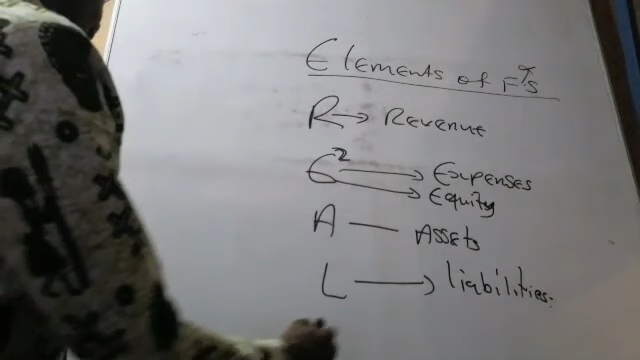 Elements of F's
R → Revenue
E² → Expenses
→ Equity
A — Assets
L → liabilities.